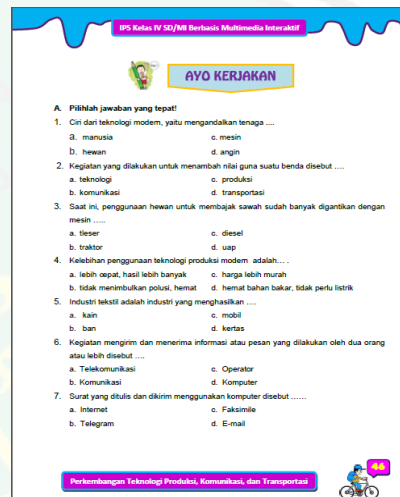 IPS Kelas IV SD/MI Berbasis Multimedia Interaktif
AYO KERJAKAN
A. Pilihlah jawaban yang tepat!
1. Ciri dari teknologi modern, yaitu mengandalkan tenaga ....
a. manusia c. mesin
b. hewan d. angin
2. Kegiatan yang dilakukan untuk menambah nilai guna suatu benda disebut ....
a. teknologi c. produksi
b. komunikasi d. transportasi
3. Saat ini, penggunaan hewan untuk membajak sawah sudah banyak digantikan dengan
mesin .....
a. tleser c. diesel
b. traktor d. uap
4. Kelebihan penggunaan teknologi produksi modern adalah... .
a. lebih cepat, hasil lebih banyak c. harga lebih murah
b. tidak menimbulkan polusi, hemat d. hemat bahan bakar, tidak perlu listrik
5. Industri tekstil adalah industri yang menghasilkan ....
a. kain c. mobil
b. ban d. kertas
6. Kegiatan mengirim dan menerima informasi atau pesan yang dilakukan oleh dua orang
atau lebih disebut ....
a. Telekomunikasi c. Operator
b. Komunikasi d. Komputer
7. Surat yang ditulis dan dikirim menggunakan komputer disebut ......
a. Internet c. Faksimile
b. Telegram d. E-mail
46
Perkembangan Teknologi Produksi, Komunikasi, dan Transportasi